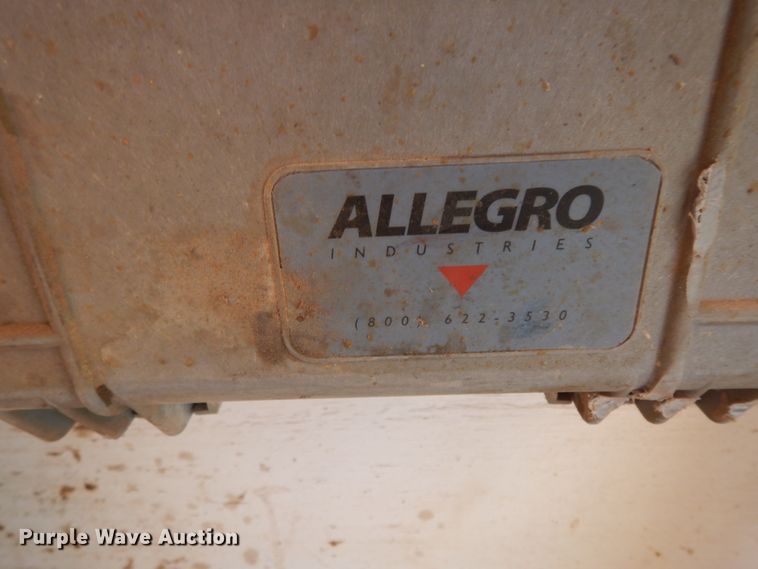 ALLEGRO
INDUSTRIES
(800) 622-3530
Purple Wave Auction